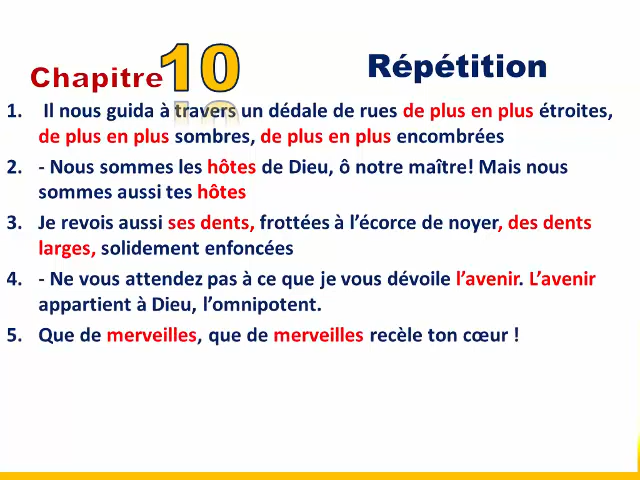 Chapitre 10
Répétition
1. Il nous guida à travers un dédale de rues de plus en plus étroites,
de plus en plus sombres, de plus en plus encombrées
2. - Nous sommes les hôtes de Dieu, ô notre maître! Mais nous
sommes aussi tes hôtes
3. Je revois aussi ses dents, frottées à l’écorce de noyer, des dents
larges, solidement enfoncées
4. - Ne vous attendez pas à ce que je vous dévoile l’avenir. L’avenir
appartient à Dieu, l’omnipotent.
5. Que de merveilles, que de merveilles recèle ton cœur !